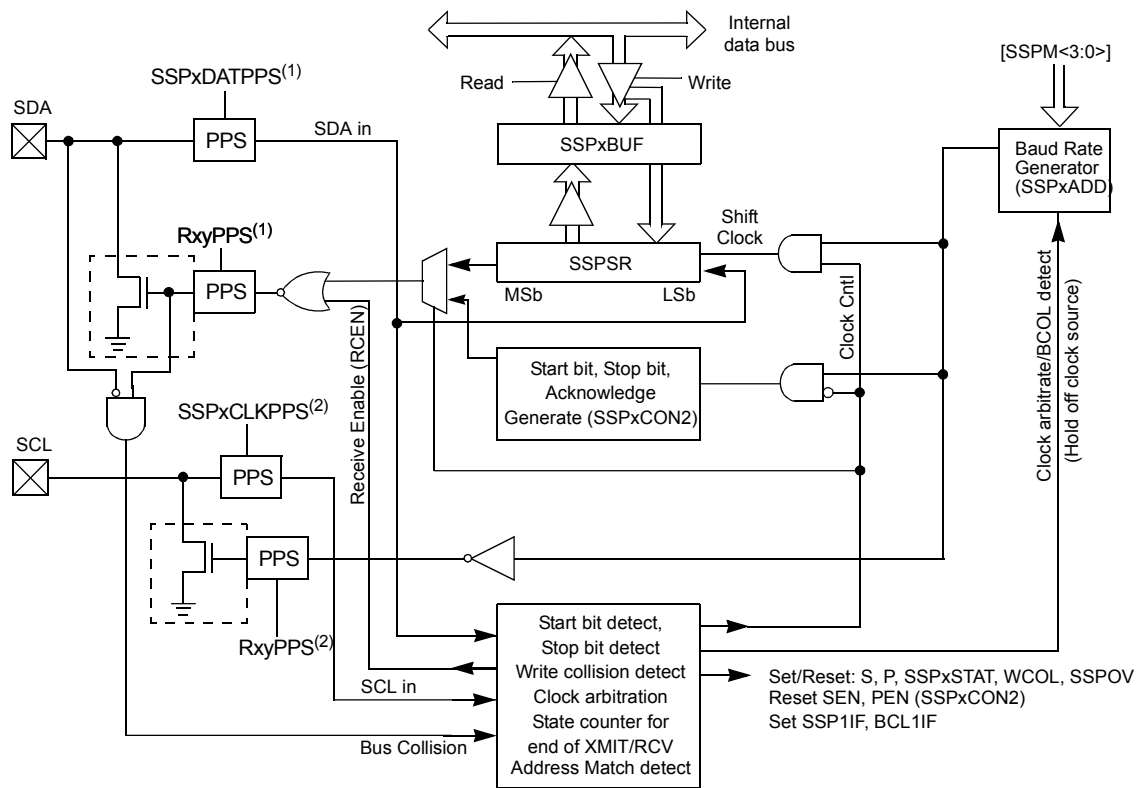 Internal
data bus
[SSPM<3:0>]
SSPxDATPPS(1)
Read
Write
SDA
PPS
SDA in
SSPxBUF
Baud Rate
Generator
(SSPxADD)
Shift
Clock
RxyPPS(1)
PPS
SSPSR
MSb
LSb
Receive Enable (RCEN)
Clock Cntl
Clock arbitrate/BCOL detect
(Hold off clock source)
Start bit, Stop bit,
Acknowledge
Generate (SSPxCON2)
SSPxCLKPPS(2)
SCL
PPS
PPS
RxyPPS(2)
SCL in
Bus Collision
Start bit detect,
Stop bit detect
Write collision detect
Clock arbitration
State counter for
end of XMIT/RCV
Address Match detect
Set/Reset: S, P, SSPxSTAT, WCOL, SSPOV
Reset SEN, PEN (SSPxCON2)
Set SSP1IF, BCL1IF